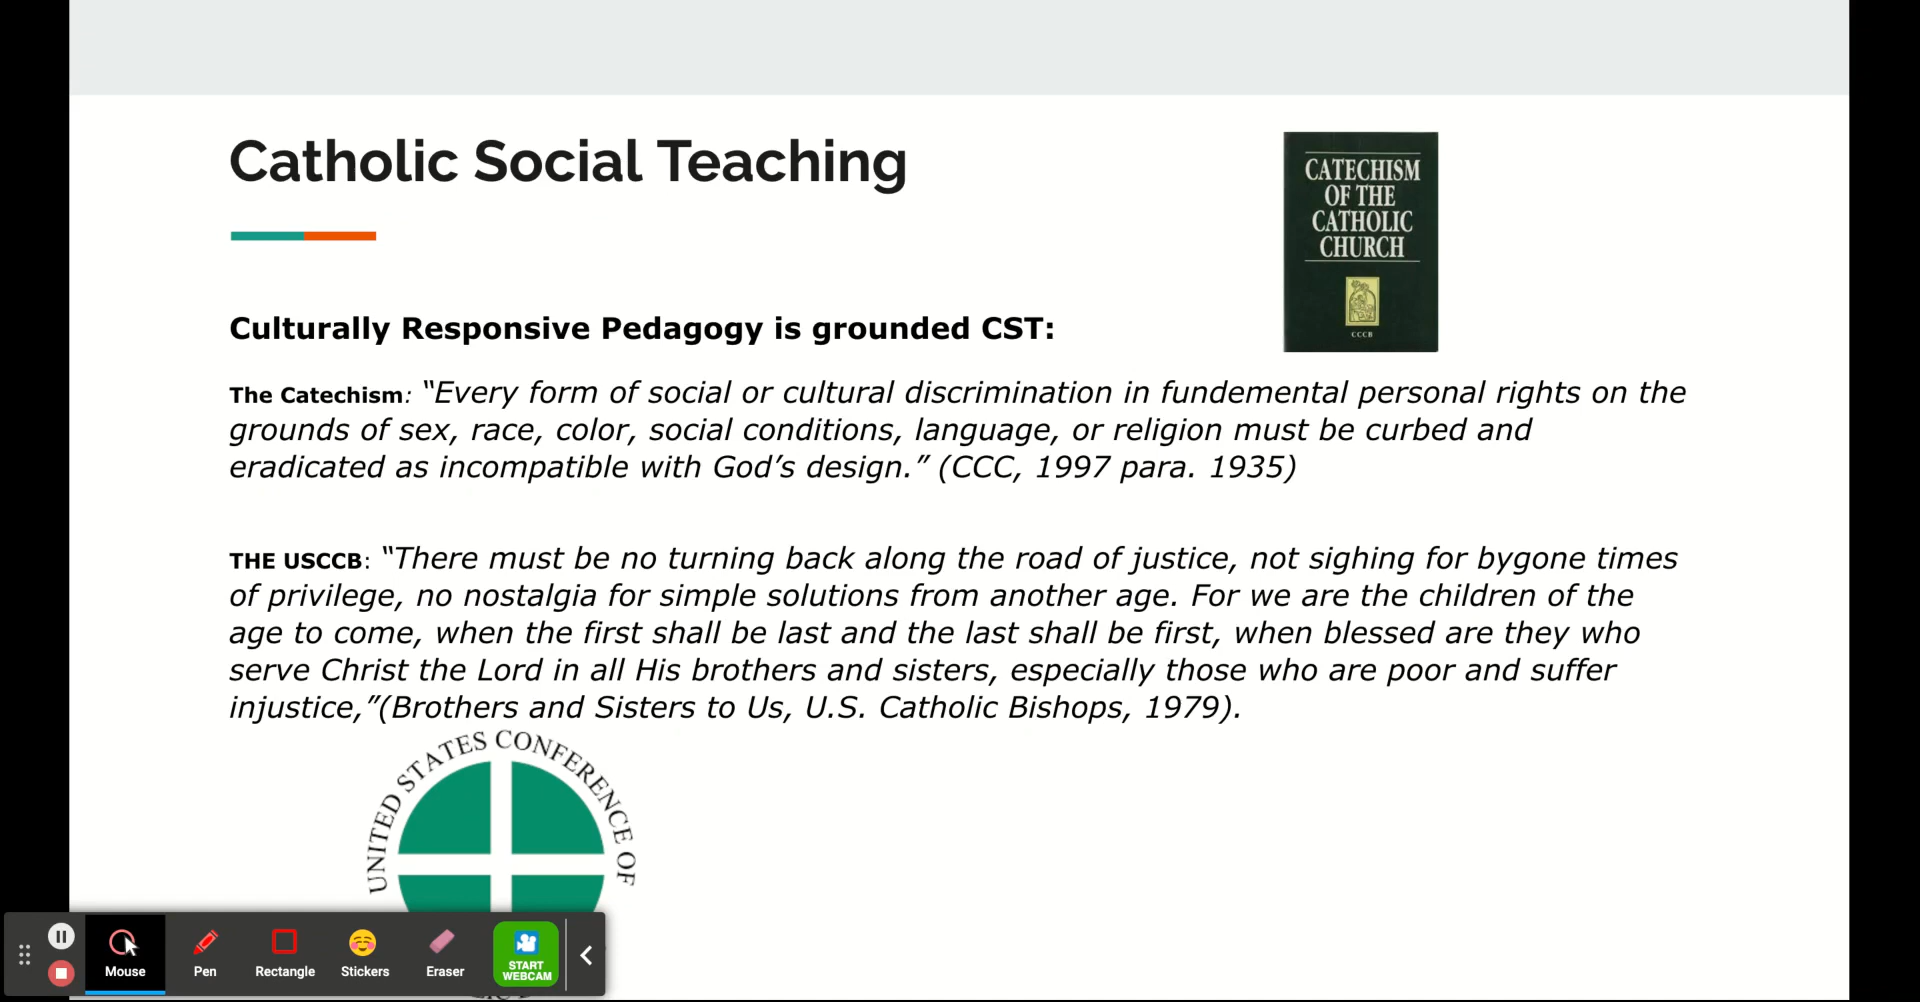 Catholic Social Teaching
CATECHISM
OF THE
CATHOLIC
CHURCH
CCCB
Culturally Responsive Pedagogy is grounded CST:
The Catechism: “Every form of social or cultural discrimination in fundemental personal rights on the
grounds of sex, race, color, social conditions, language, or religion must be curbed and
eradicated as incompatible with God’s design.” (CCC, 1997 para. 1935)
THE USCCB: “There must be no turning back along the road of justice, not sighing for bygone times
of privilege, no nostalgia for simple solutions from another age. For we are the children of the
age to come, when the first shall be last and the last shall be first, when blessed are they who
serve Christ the Lord in all His brothers and sisters, especially those who are poor and suffer
injustice,”(Brothers and Sisters to Us, U.S. Catholic Bishops, 1979).
UNITED STATES CONFERENCE OF
Mouse
Pen
Rectangle
Stickers
Eraser
START
WEBCAM